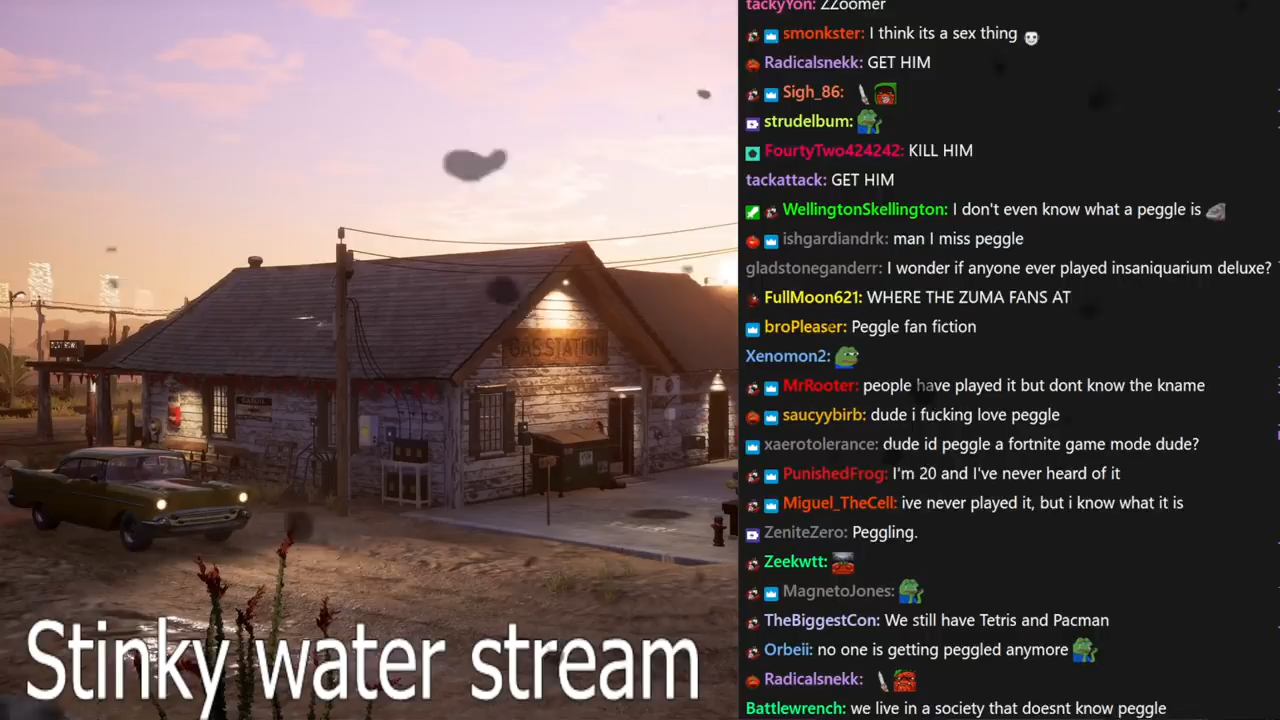 GAS STATION
Stinky water stream
tackyYon: ZZoomer
smonkster: I think its a sex thing
Radicalsnekk: GET HIM
Sigh_86:
strudelbum:
FourtyTwo424242: KILL HIM
tackattack: GET HIM
WellingtonSkellington: I don't even know what a peggle is
ishgardiandrk: man I miss peggle
gladstoneganderr: I wonder if anyone ever played insaniquarium deluxe?
FullMoon621: WHERE THE ZUMA FANS AT
broPleaser: Peggle fan fiction
Xenomon2:
MrRooter: people have played it but dont know the kname
saucyybirb: dude i fucking love peggle
xaerotolerance: dude id peggle a fortnite game mode dude?
PunishedFrog: I'm 20 and I've never heard of it
Miguel_TheCell: ive never played it, but i know what it is
ZeniteZero: Peggling.
Zeekwtt:
MagnetoJones:
TheBiggestCon: We still have Tetris and Pacman
Orbeii: no one is getting peggled anymore
Radicalsnekk:
Battlewrench: we live in a society that doesnt know peggle